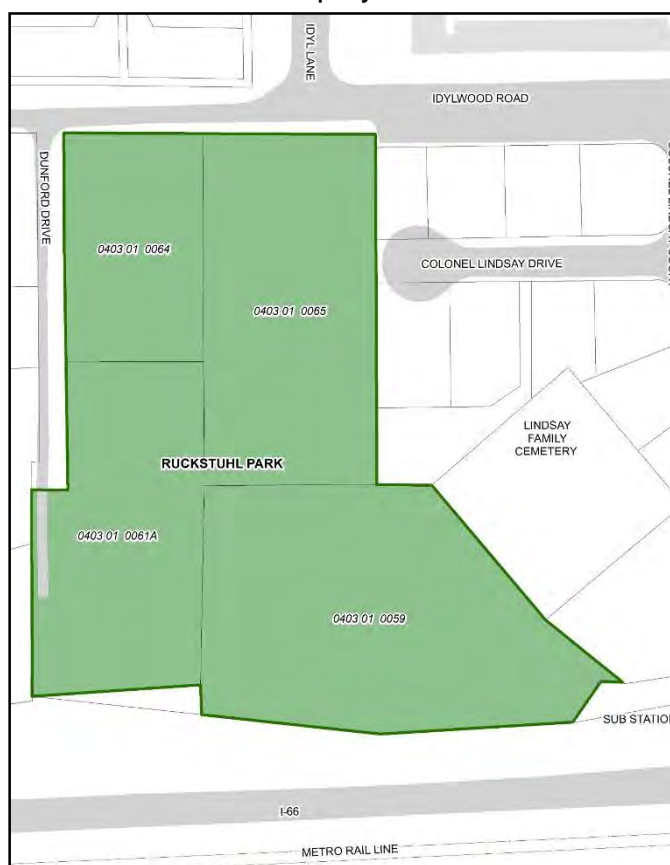 IDYL LANE
IDYLWOOD ROAD
DUNFORD DRIVE
0403 01 0064
COLONEL LINDSAY DRIVE
0403 01 0065
LINDSAY
FAMILY
CEMETERY
RUCKSTUHL PARK
0403 01 0061A
0403 01 0059
SUB STATION
I-66
METRO RAIL LINE